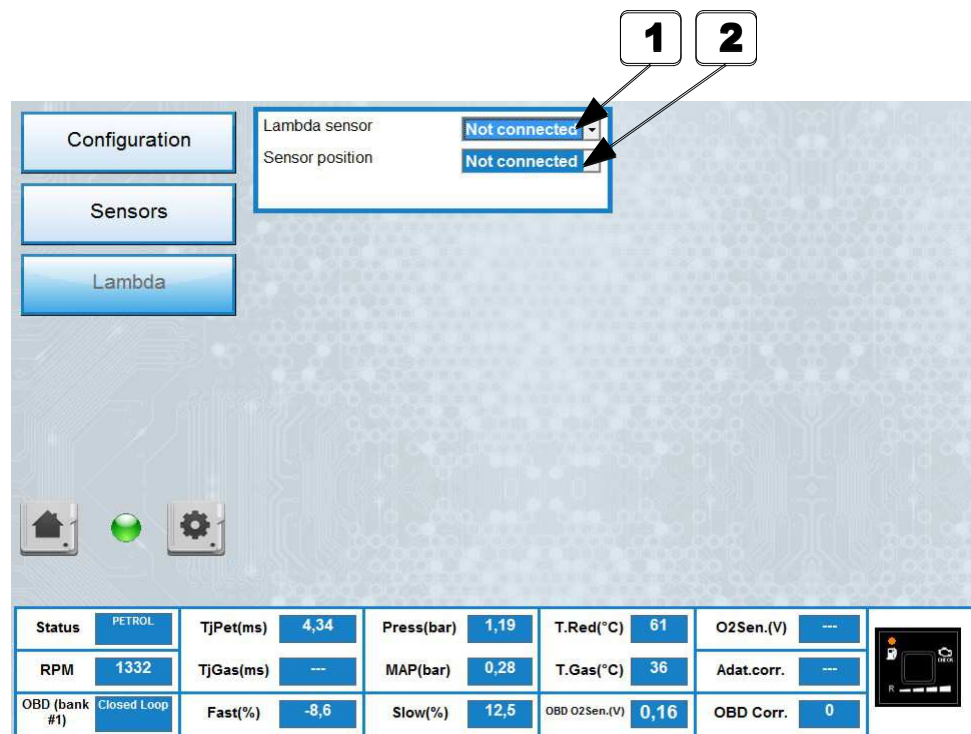 1 2
Configuration
Sensors
Lambda
Lambda sensor Not connected
Sensor position Not connected
Status PETROL TjPet(ms) 4,34 Press(bar) 1,19 T.Red(°C) 61 O2Sen.(V) ---
RPM 1332 TjGas(ms) --- MAP(bar) 0,28 T.Gas(°C) 36 Adat.corr. ---
OBD (bank #1) Closed Loop Fast(%) -8,6 Slow(%) 12,5 OBD O2Sen.(V) 0,16 OBD Corr. 0
CHECK
R